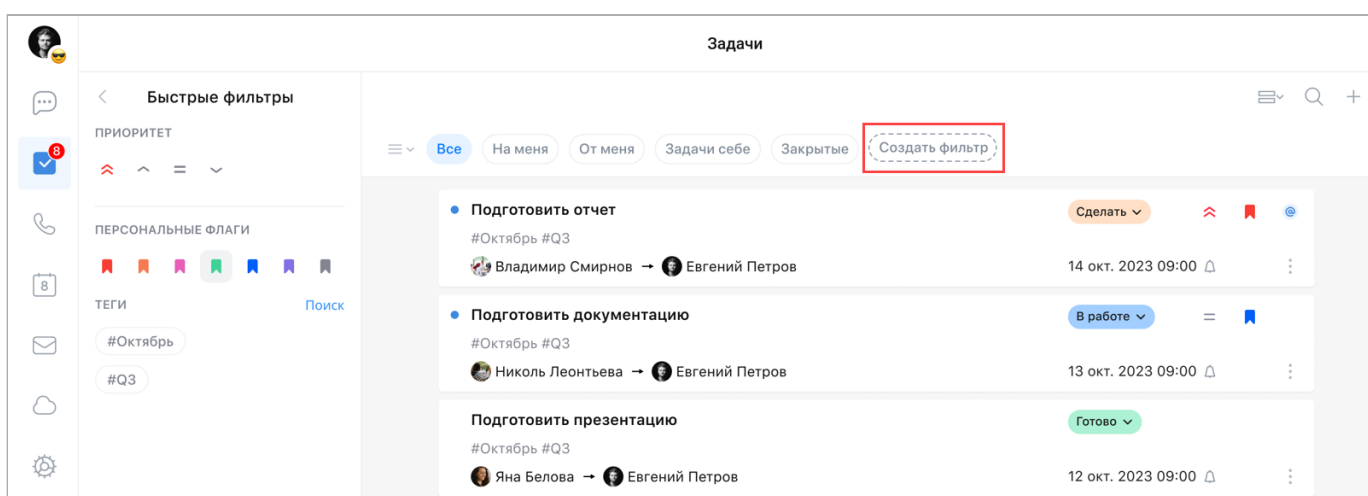 Задачи
Быстрые фильтры
ПРИОРИТЕТ
8
Все На меня От меня Задачи себе Закрытые Создать фильтр
Подготовить отчет Сделать
@
#Октябрь #Q3
ПЕРСОНАЛЬНЫЕ ФЛАГИ
Владимир Смирнов → Евгений Петров 14 окт. 2023 09:00
8
ТЕГИ Поиск
Подготовить документацию В работе
#Октябрь
#Октябрь #Q3
#Q3
Николь Леонтьева → Евгений Петров 13 окт. 2023 09:00
Подготовить презентацию Готово
#Октябрь #Q3
Яна Белова → Евгений Петров 12 окт. 2023 09:00